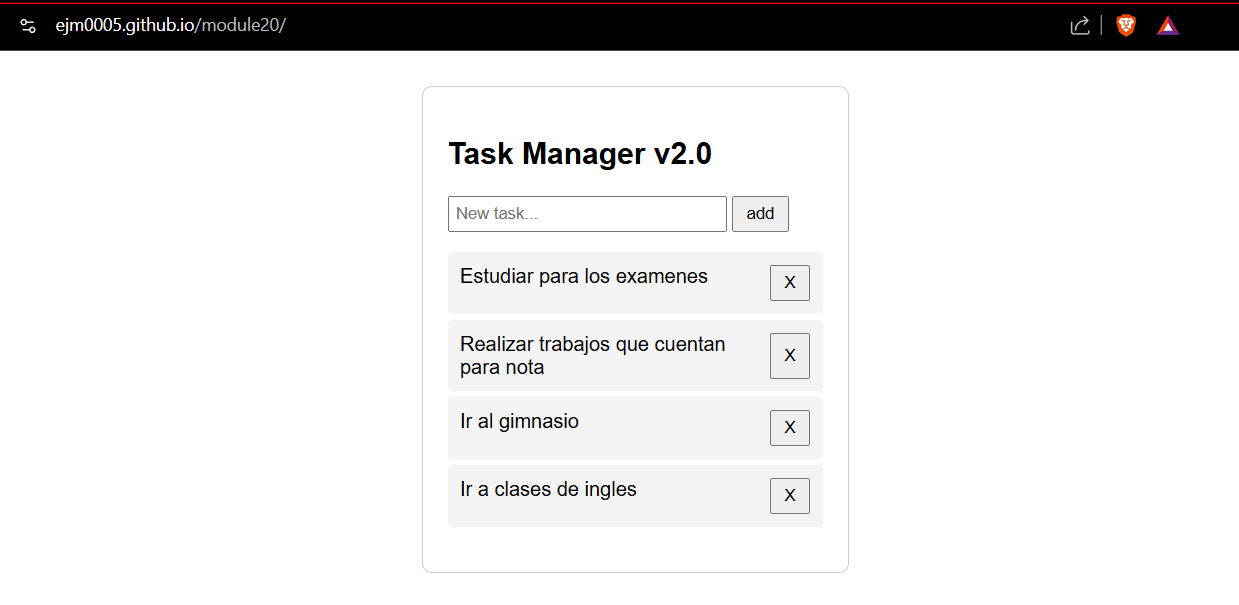 ejm0005.github.io/module20/
Task Manager v2.0
New task...
add
Estudiar para los examenes
X
Realizar trabajos que cuentan
para nota
X
Ir al gimnasio
X
Ir a clases de ingles
X